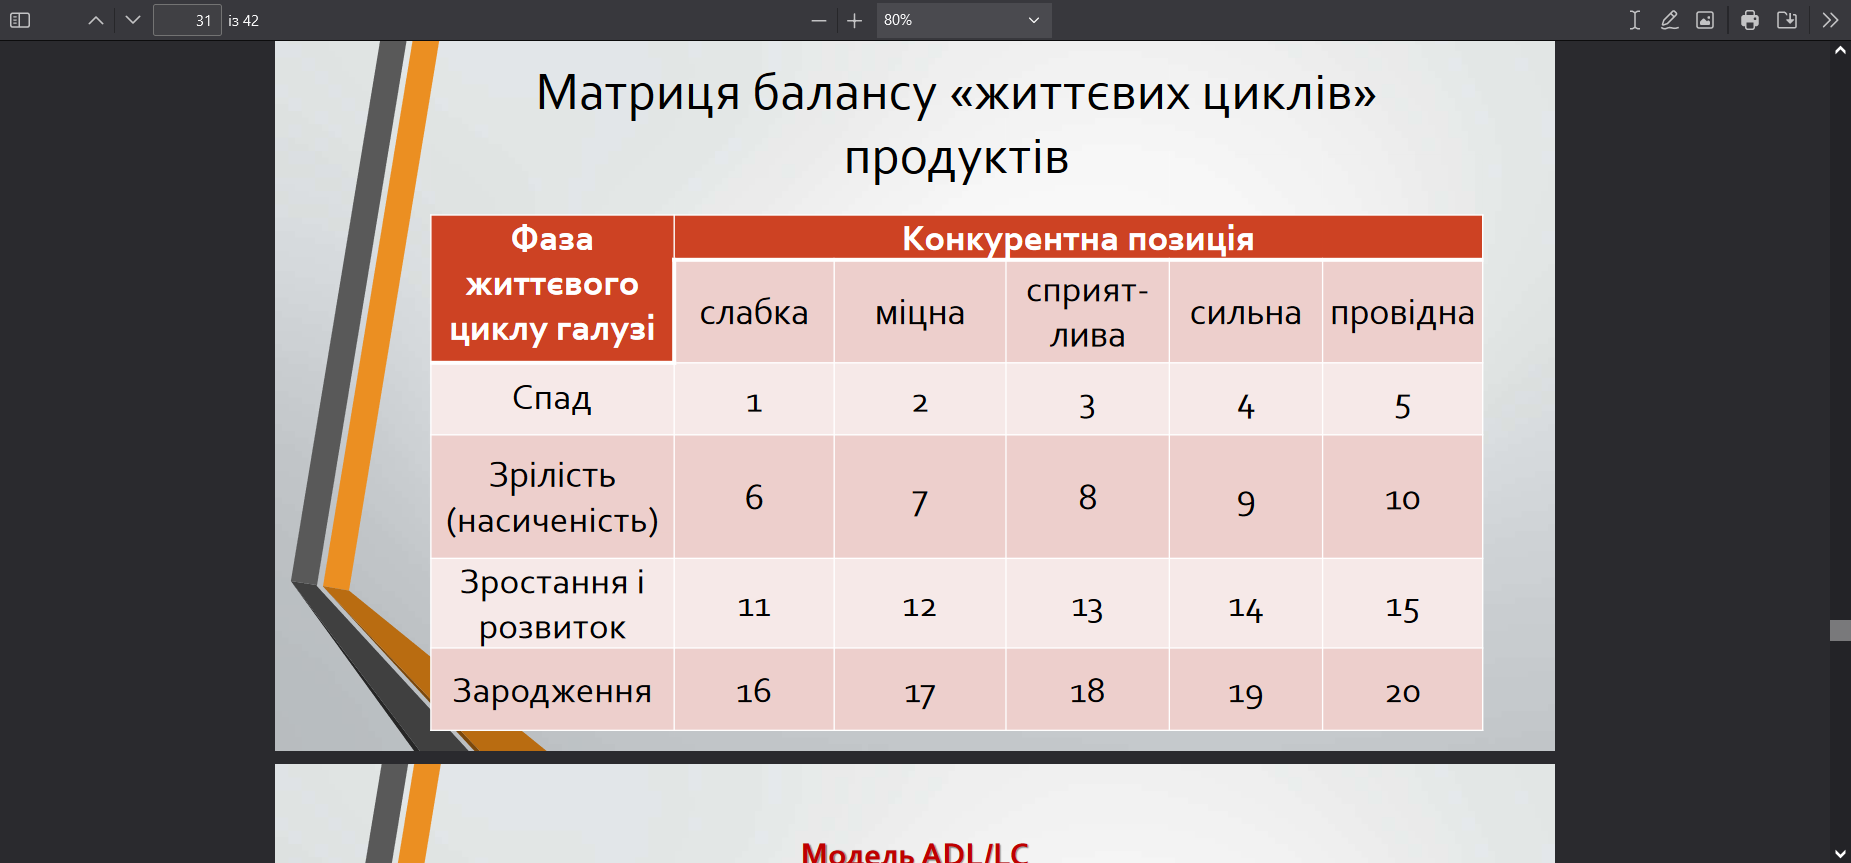 31 із 42
80%
Матриця балансу «життєвих циклів»
продуктів
Фаза
життєвого
циклу галузі
Конкурентна позиція
слабка
міцна
сприят-
лива
сильна
провідна
Спад
1
2
3
4
5
Зрілість
(насиченість)
6
7
8
9
10
Зростання і
розвиток
11
12
13
14
15
Зародження
16
17
18
19
20
Модель ADL/LC